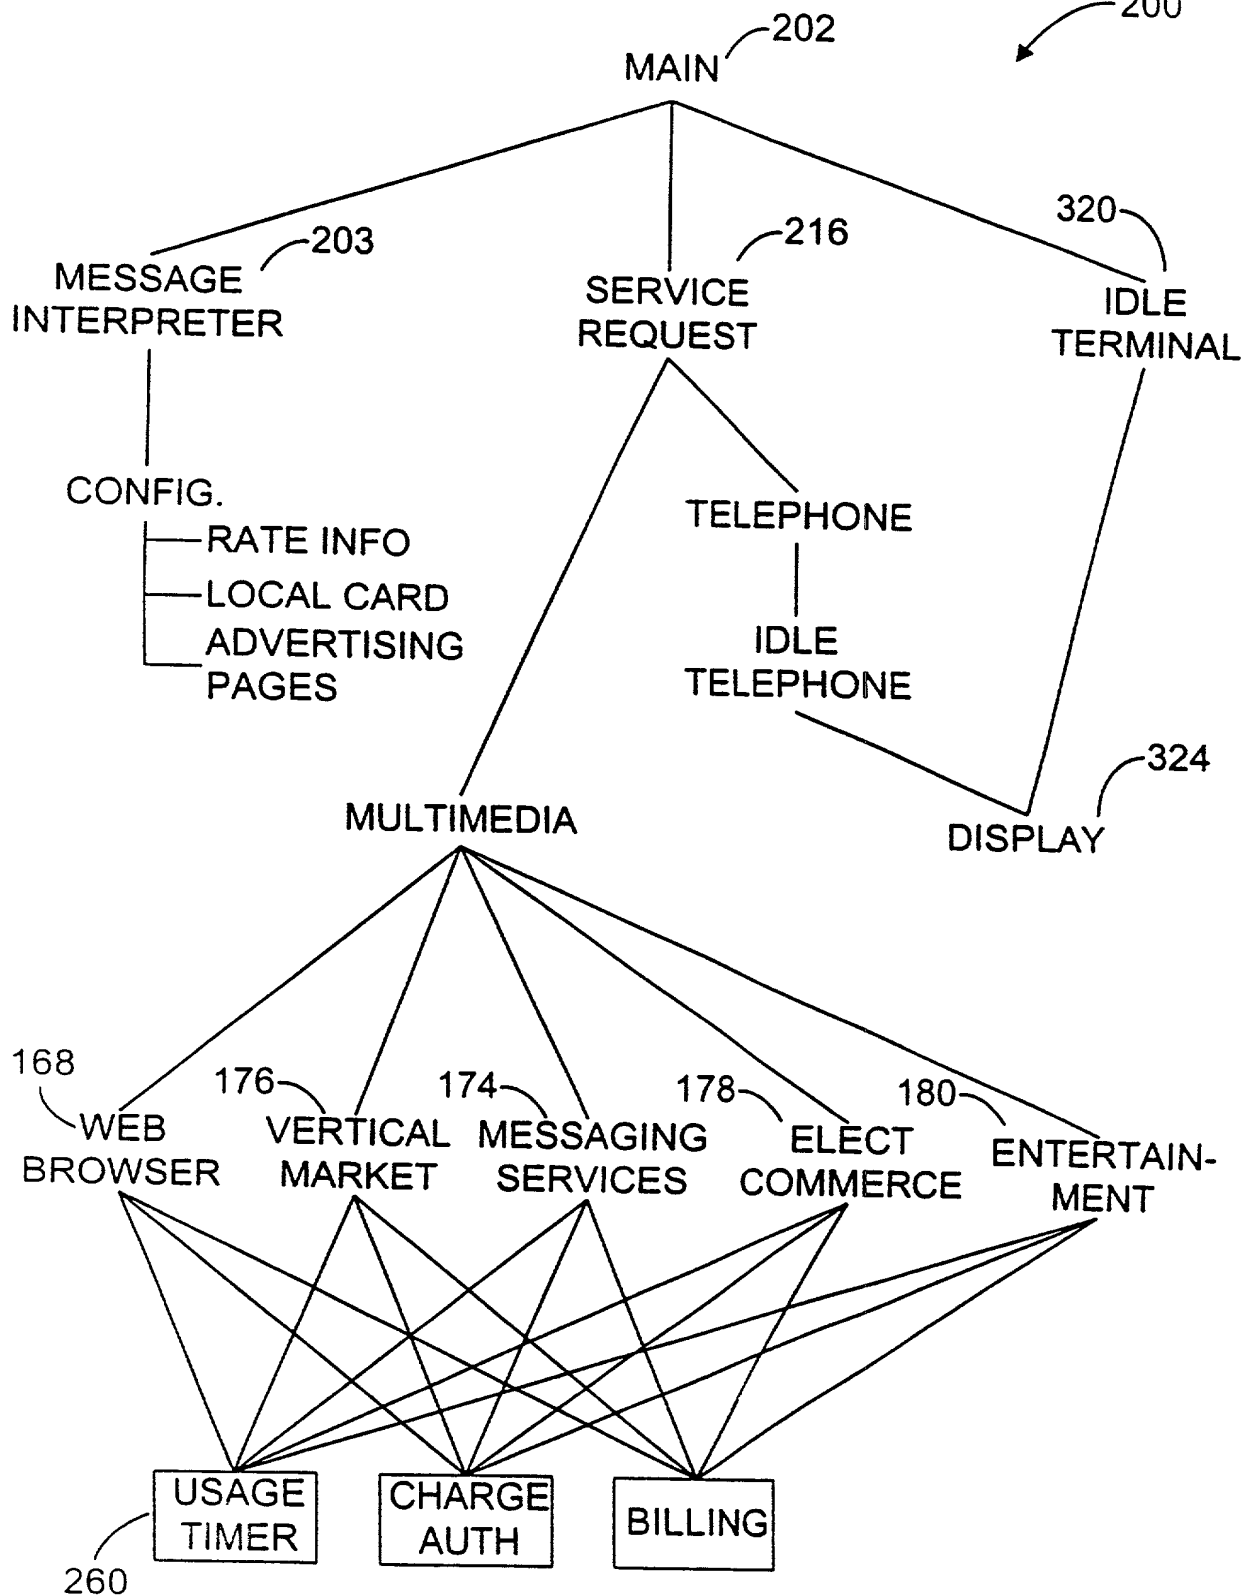 200
202
MAIN
320
203
216
MESSAGE
INTERPRETER
SERVICE
REQUEST
IDLE
TERMINAL
CONFIG.
RATE INFO
LOCAL CARD
ADVERTISING
PAGES
TELEPHONE
IDLE
TELEPHONE
324
MULTIMEDIA
DISPLAY
168
WEB
BROWSER
176
VERTICAL
MARKET
174
MESSAGING
SERVICES
178
ELECT
COMMERCE
180
ENTERTAIN-
MENT
USAGE
TIMER
CHARGE
AUTH
BILLING
260